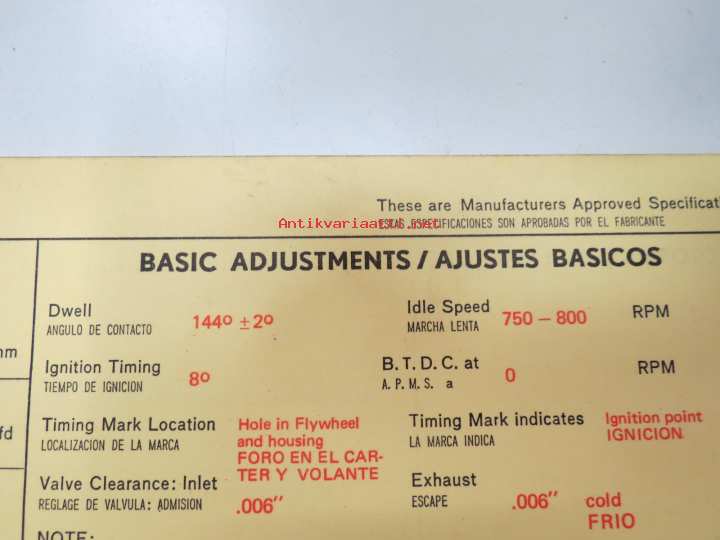 These are Manufacturers Approved Specificat
Antikvariaatti.net
ESTAS ESPECIFICACIONES SON APROBADAS POR EL FABRICANTE
BASIC ADJUSTMENTS / AJUSTES BASICOS
Dwell 144º ±2º Idle Speed 750 – 800 RPM
ANGULO DE CONTACTO MARCHA LENTA
Ignition Timing 8º B.T.D.C. at 0 RPM
TIEMPO DE IGNICION A.P.M.S. a
Timing Mark Location Hole in Flywheel Timing Mark indicates Ignition point
LOCALIZACION DE LA MARCA and housing LA MARCA INDICA IGNICION
FORO EN EL CAR-
TER Y VOLANTE
Valve Clearance: Inlet .006" Exhaust .006" cold
REGLAGE DE VALVULA: ADMISION ESCAPE FRIO
NOTE: